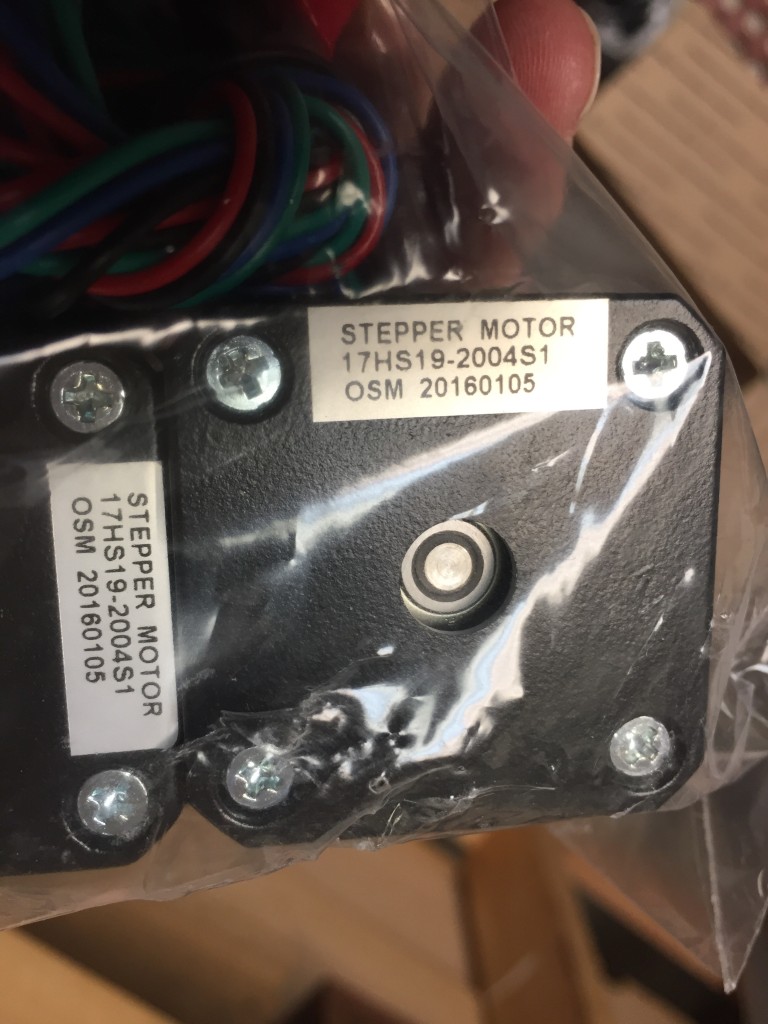 STEPPER MOTOR
17HS19-2004S1
OSM 20160105
STEPPER MOTOR
17HS19-2004S1
OSM 20160105